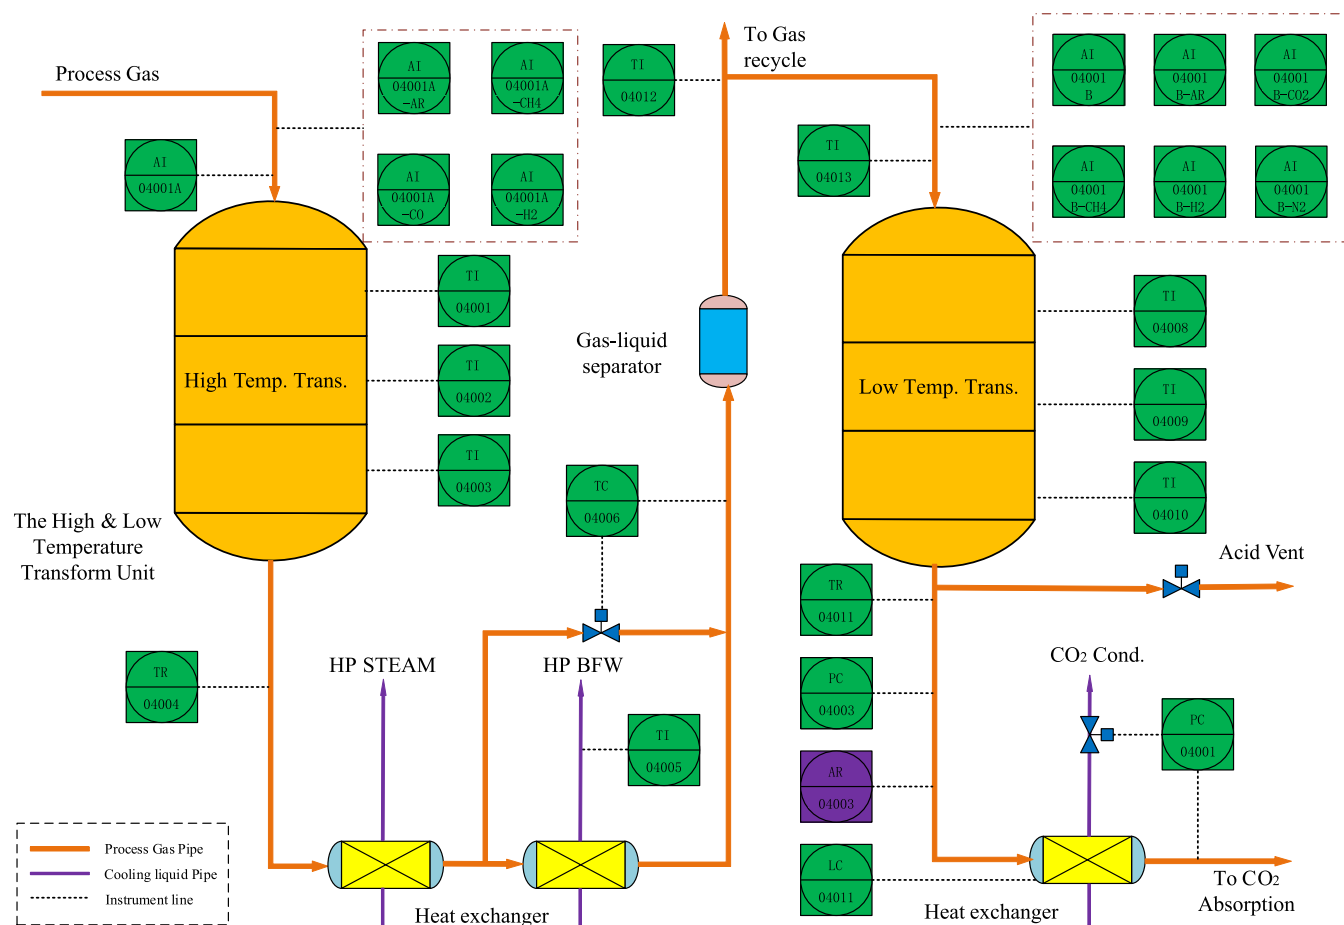 Process Gas
AI
04001A
AI
04001A
-AR
AI
04001A
-CH4
AI
04001A
-CO
AI
04001A
-H2
TI
04012
To Gas
recycle
TI
04013
AI
04001
B
AI
04001
B-AR
AI
04001
B-CO2
AI
04001
B-CH4
AI
04001
B-H2
AI
04001
B-N2
TI
04001
High Temp. Trans.
TI
04002
TI
04003
Gas-liquid
separator
Low Temp. Trans.
TI
04008
TI
04009
TI
04010
The High & Low
Temperature
Transform Unit
TC
04006
Acid Vent
TR
04011
TR
04004
HP STEAM
HP BFW
TI
04005
PC
04003
CO2 Cond.
PC
04001
AR
04003
LC
04011
Process Gas Pipe
Cooling liquid Pipe
Instrument line
Heat exchanger
Heat exchanger
To CO2
Absorption